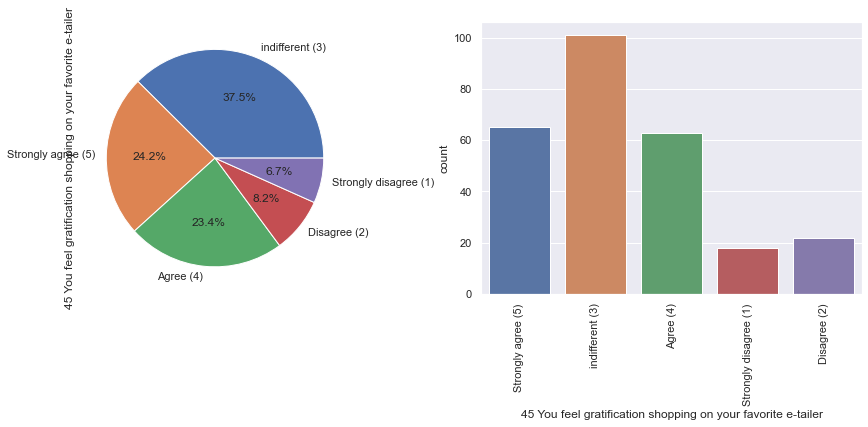 45 You feel gratification shopping on your favorite e-tailer
indifferent (3)
37.5%
Strongly agree (5)
24.2%
Agree (4)
23.4%
Disagree (2)
8.2%
Strongly disagree (1)
6.7%
count
100
80
60
40
20
0
Strongly agree (5)
indifferent (3)
Agree (4)
Strongly disagree (1)
Disagree (2)
45 You feel gratification shopping on your favorite e-tailer